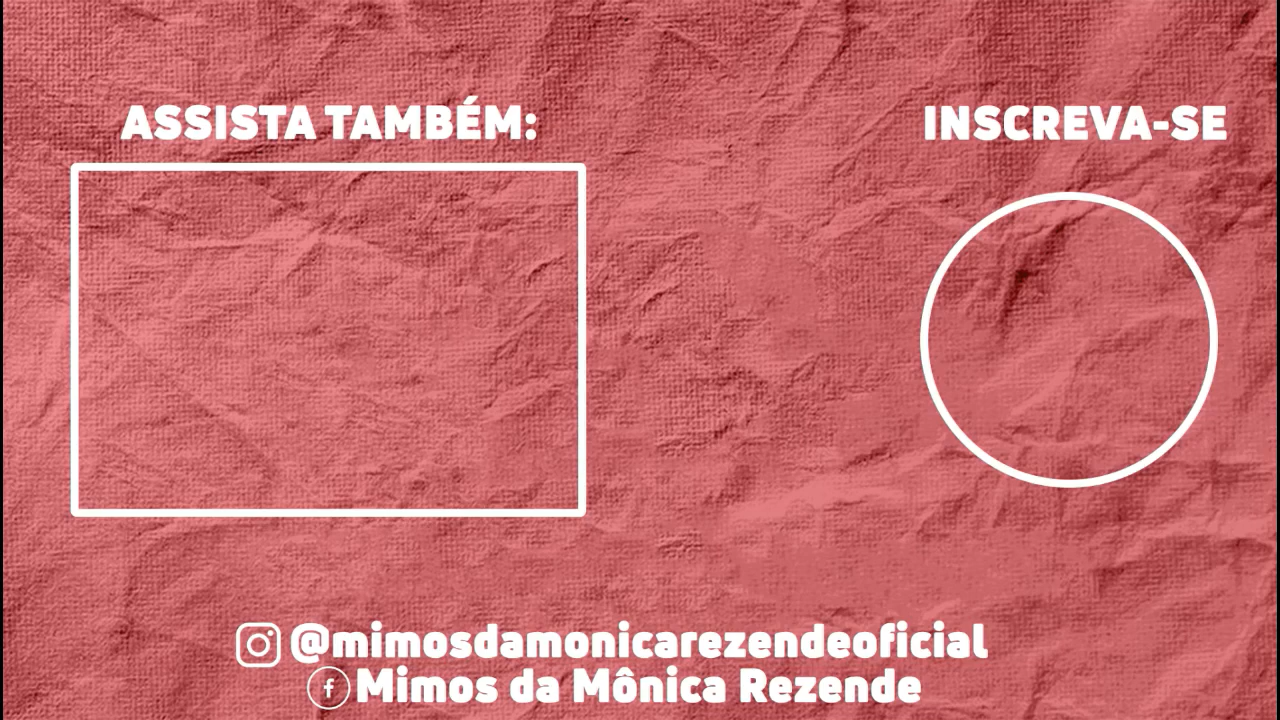 ASSISTA TAMBÉM:
INSCREVA-SE
@mimosdamonicarezendeoficial
Mimos da Mônica Rezende